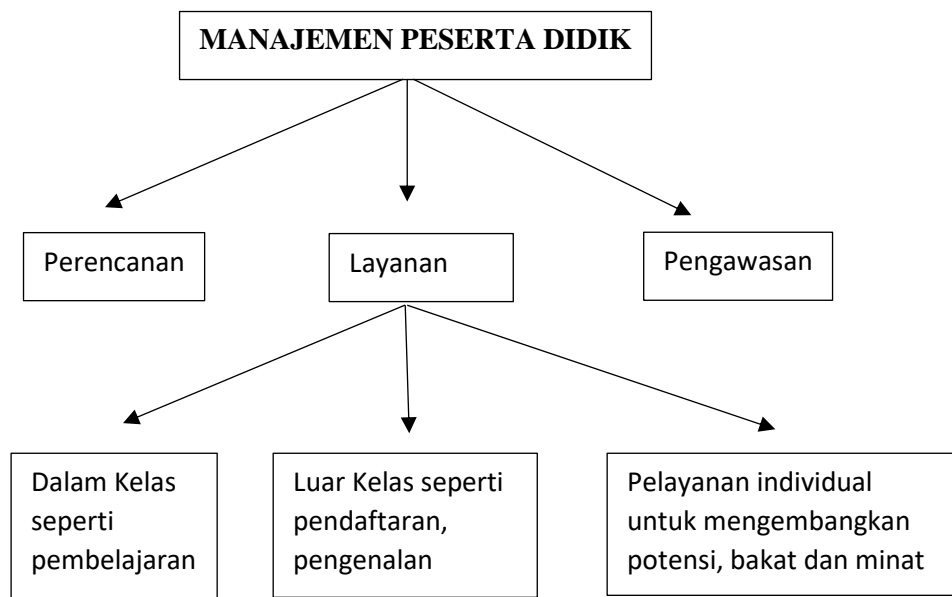 MANAJEMEN PESERTA DIDIK
Perencanan
Layanan
Pengawasan
Dalam Kelas
seperti
pembelajaran
Luar Kelas seperti
pendaftaran,
pengenalan
Pelayanan individual
untuk mengembangkan
potensi, bakat dan minat